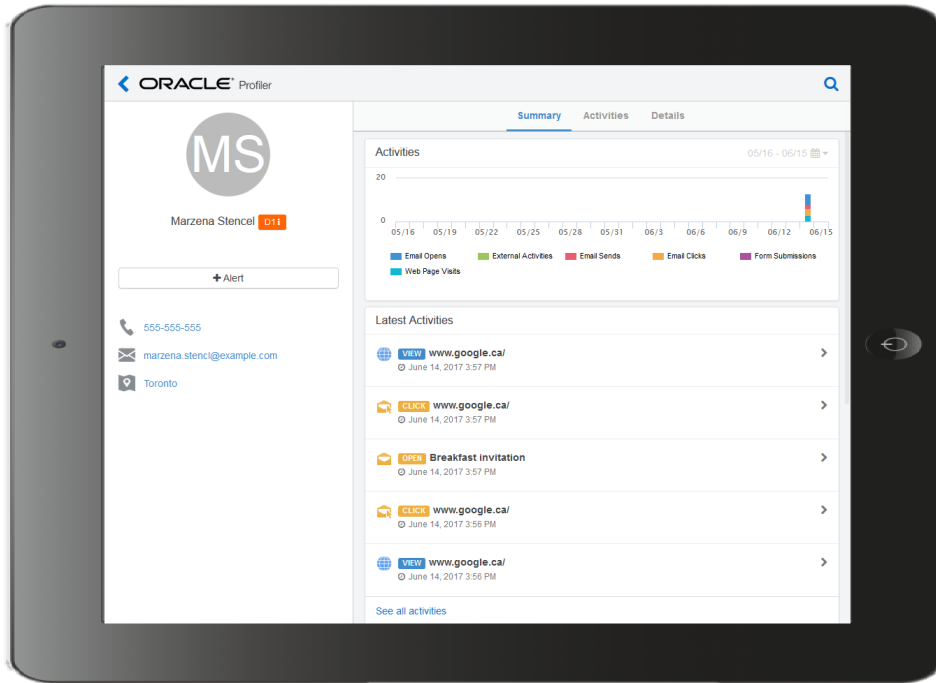 ORACLE® Profiler
MS
Marzena Stencel D1
Alert
555-555-555
marzena.stencl@example.com
Toronto
Summary Activities Details
Activities 05/16 - 06/15
20
0
05/16 05/19 05/22 05/25 05/28 05/31 06/3 06/6 06/9 06/12 06/15
Email Opens External Activities Email Sends Email Clicks Form Submissions
Web Page Visits
Latest Activities
VIEW www.google.ca/
June 14, 2017 3:57 PM
CLICK www.google.ca/
June 14, 2017 3:57 PM
OPEN Breakfast invitation
June 14, 2017 3:57 PM
CLICK www.google.ca/
June 14, 2017 3:56 PM
VIEW www.google.ca/
June 14, 2017 3:56 PM
See all activities